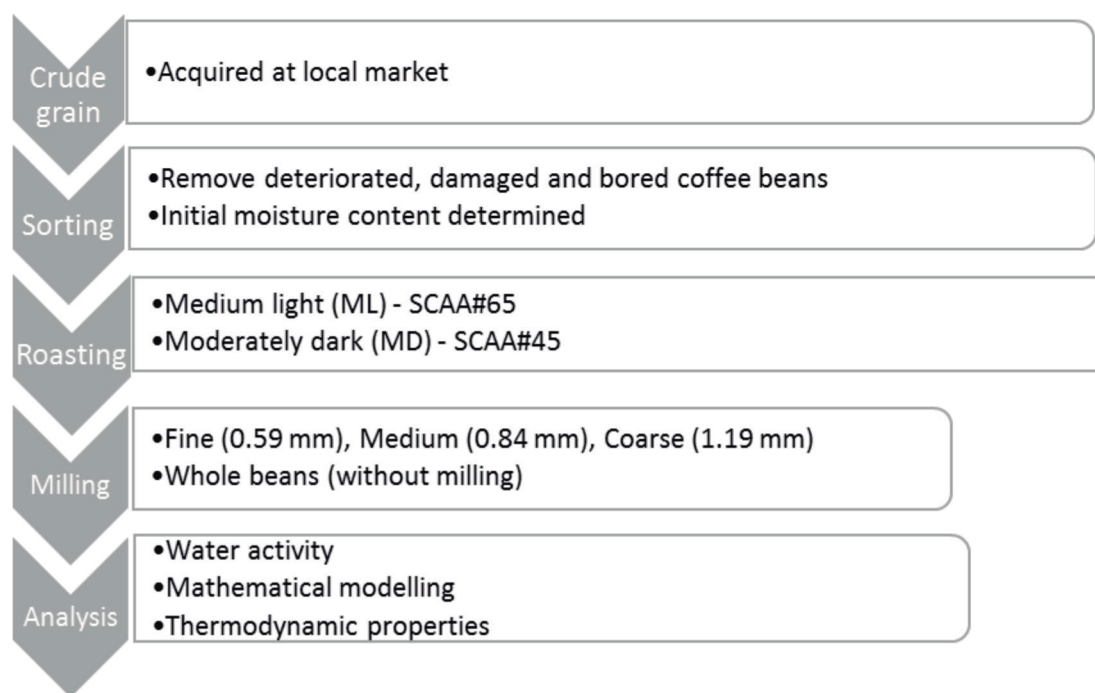 Crude
grain
•Acquired at local market
Sorting
•Remove deteriorated, damaged and bored coffee beans
•Initial moisture content determined
Roasting
•Medium light (ML) - SCAA#65
•Moderately dark (MD) - SCAA#45
Milling
•Fine (0.59 mm), Medium (0.84 mm), Coarse (1.19 mm)
•Whole beans (without milling)
Analysis
•Water activity
•Mathematical modelling
•Thermodynamic properties